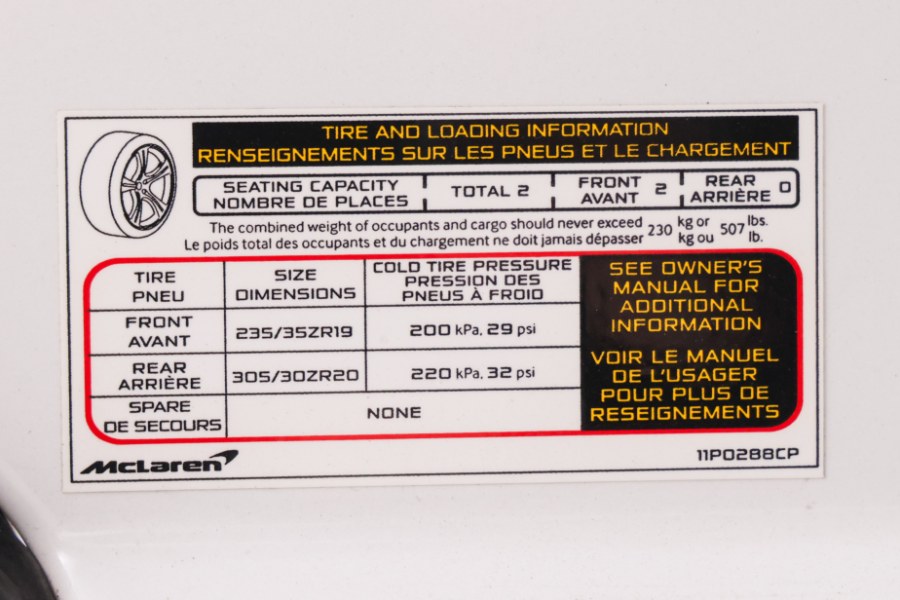 TIRE AND LOADING INFORMATION
RENSEIGNEMENTS SUR LES PNEUS ET LE CHARGEMENT
SEATING CAPACITY
NOMBRE DE PLACES
TOTAL 2
FRONT
AVANT
2
REAR
ARRIÈRE
0
The combined weight of occupants and cargo should never exceed
Le poids total des occupants et du chargement ne doit jamais dépasser
230
kg or
kg ou
507
lbs.
lb.
TIRE
PNEU
SIZE
DIMENSIONS
COLD TIRE PRESSURE
PRESSION DES
PNEUS À FROID
FRONT
AVANT
235/35ZR19
200 kPa, 29 psi
REAR
ARRIÈRE
305/30ZR20
220 kPa, 32 psi
SPARE
DE SECOURS
NONE
SEE OWNER'S
MANUAL FOR
ADDITIONAL
INFORMATION
VOIR LE MANUEL
DE L'USAGER
POUR PLUS DE
RESEIGNEMENTS
McLaren
11P0288CP